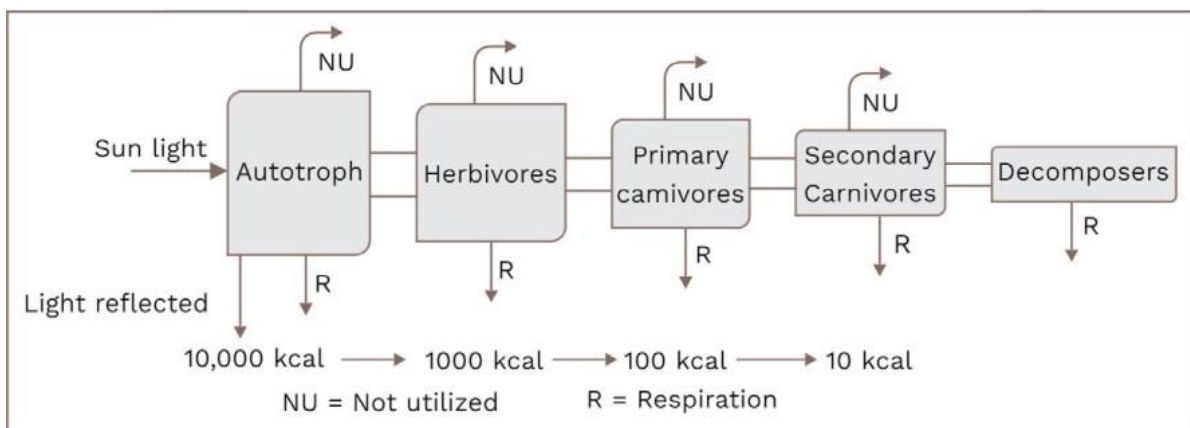 NU
NU
NU
NU
Sun light
Autotroph
Herbivores
Primary
camivores
Secondary
Carnivores
Decomposers
R
R
R
R
R
Light reflected
10,000 kcal
1000 kcal
100 kcal
10 kcal
NU = Not utilized
R = Respiration